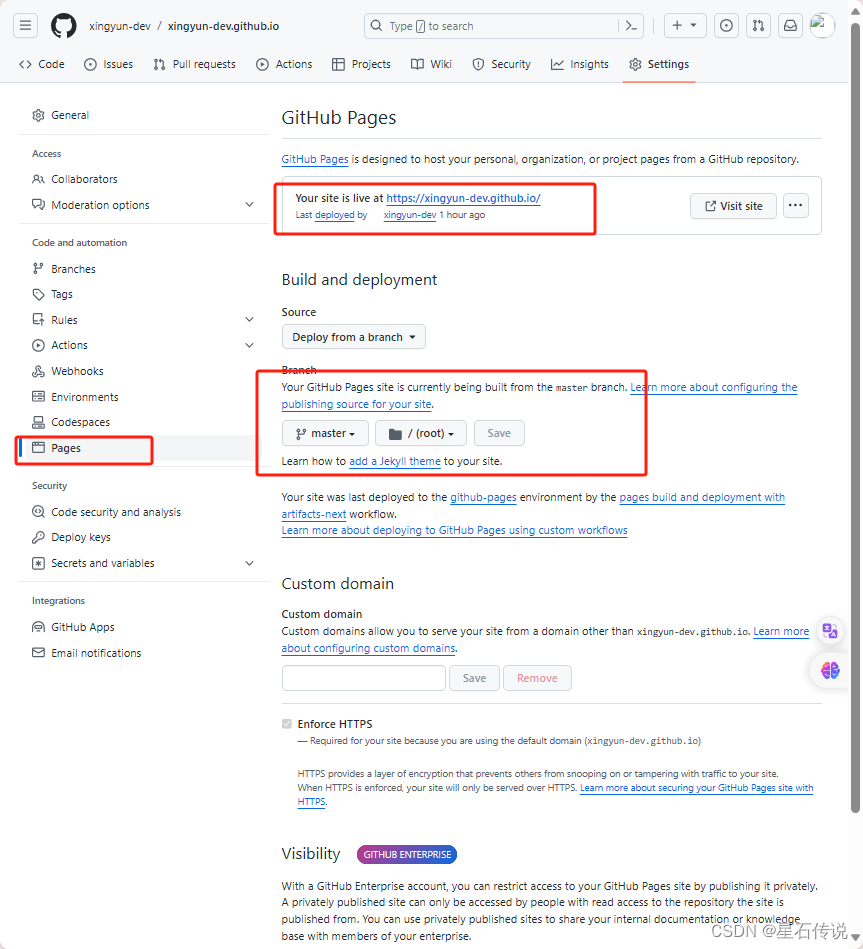 xingyun-dev / xingyun-dev.github.io
Type / to search
Code
Issues
Pull requests
Actions
Projects
Wiki
Security
Insights
Settings
General
Access
Collaborators
Moderation options
Code and automation
Branches
Tags
Rules
Actions
Webhooks
Environments
Codespaces
Pages
Security
Code security and analysis
Deploy keys
Secrets and variables
Integrations
GitHub Apps
Email notifications
GitHub Pages
GitHub Pages is designed to host your personal, organization, or project pages from a GitHub repository.
Your site is live at https://xingyun-dev.github.io/
Last deployed by xingyun-dev 1 hour ago
Visit site
Build and deployment
Source
Deploy from a branch
Branch
Your GitHub Pages site is currently being built from the master branch. Learn more about configuring the
publishing source for your site.
master
/ (root)
Save
Learn how to add a Jekyll theme to your site.
Your site was last deployed to the github-pages environment by the pages build and deployment with
artifacts-next workflow.
Learn more about deploying to GitHub Pages using custom workflows
Custom domain
Custom domain
Custom domains allow you to serve your site from a domain other than xingyun-dev.github.io. Learn more
about configuring custom domains.
Save
Remove
Enforce HTTPS
— Required for your site because you are using the default domain (xingyun-dev.github.io)
HTTPS provides a layer of encryption that prevents others from snooping on or tampering with traffic to your site.
When HTTPS is enforced, your site will only be served over HTTPS. Learn more about securing your GitHub Pages site with
HTTPS.
Visibility
GITHUB ENTERPRISE
With a GitHub Enterprise account, you can restrict access to your GitHub Pages site by publishing it privately.
A privately published site can only be accessed by people with read access to the repository the site is
published from. You can use privately published sites to share your internal documentation or knowledge
base with members of your enterprise.
CSDN @星石传说